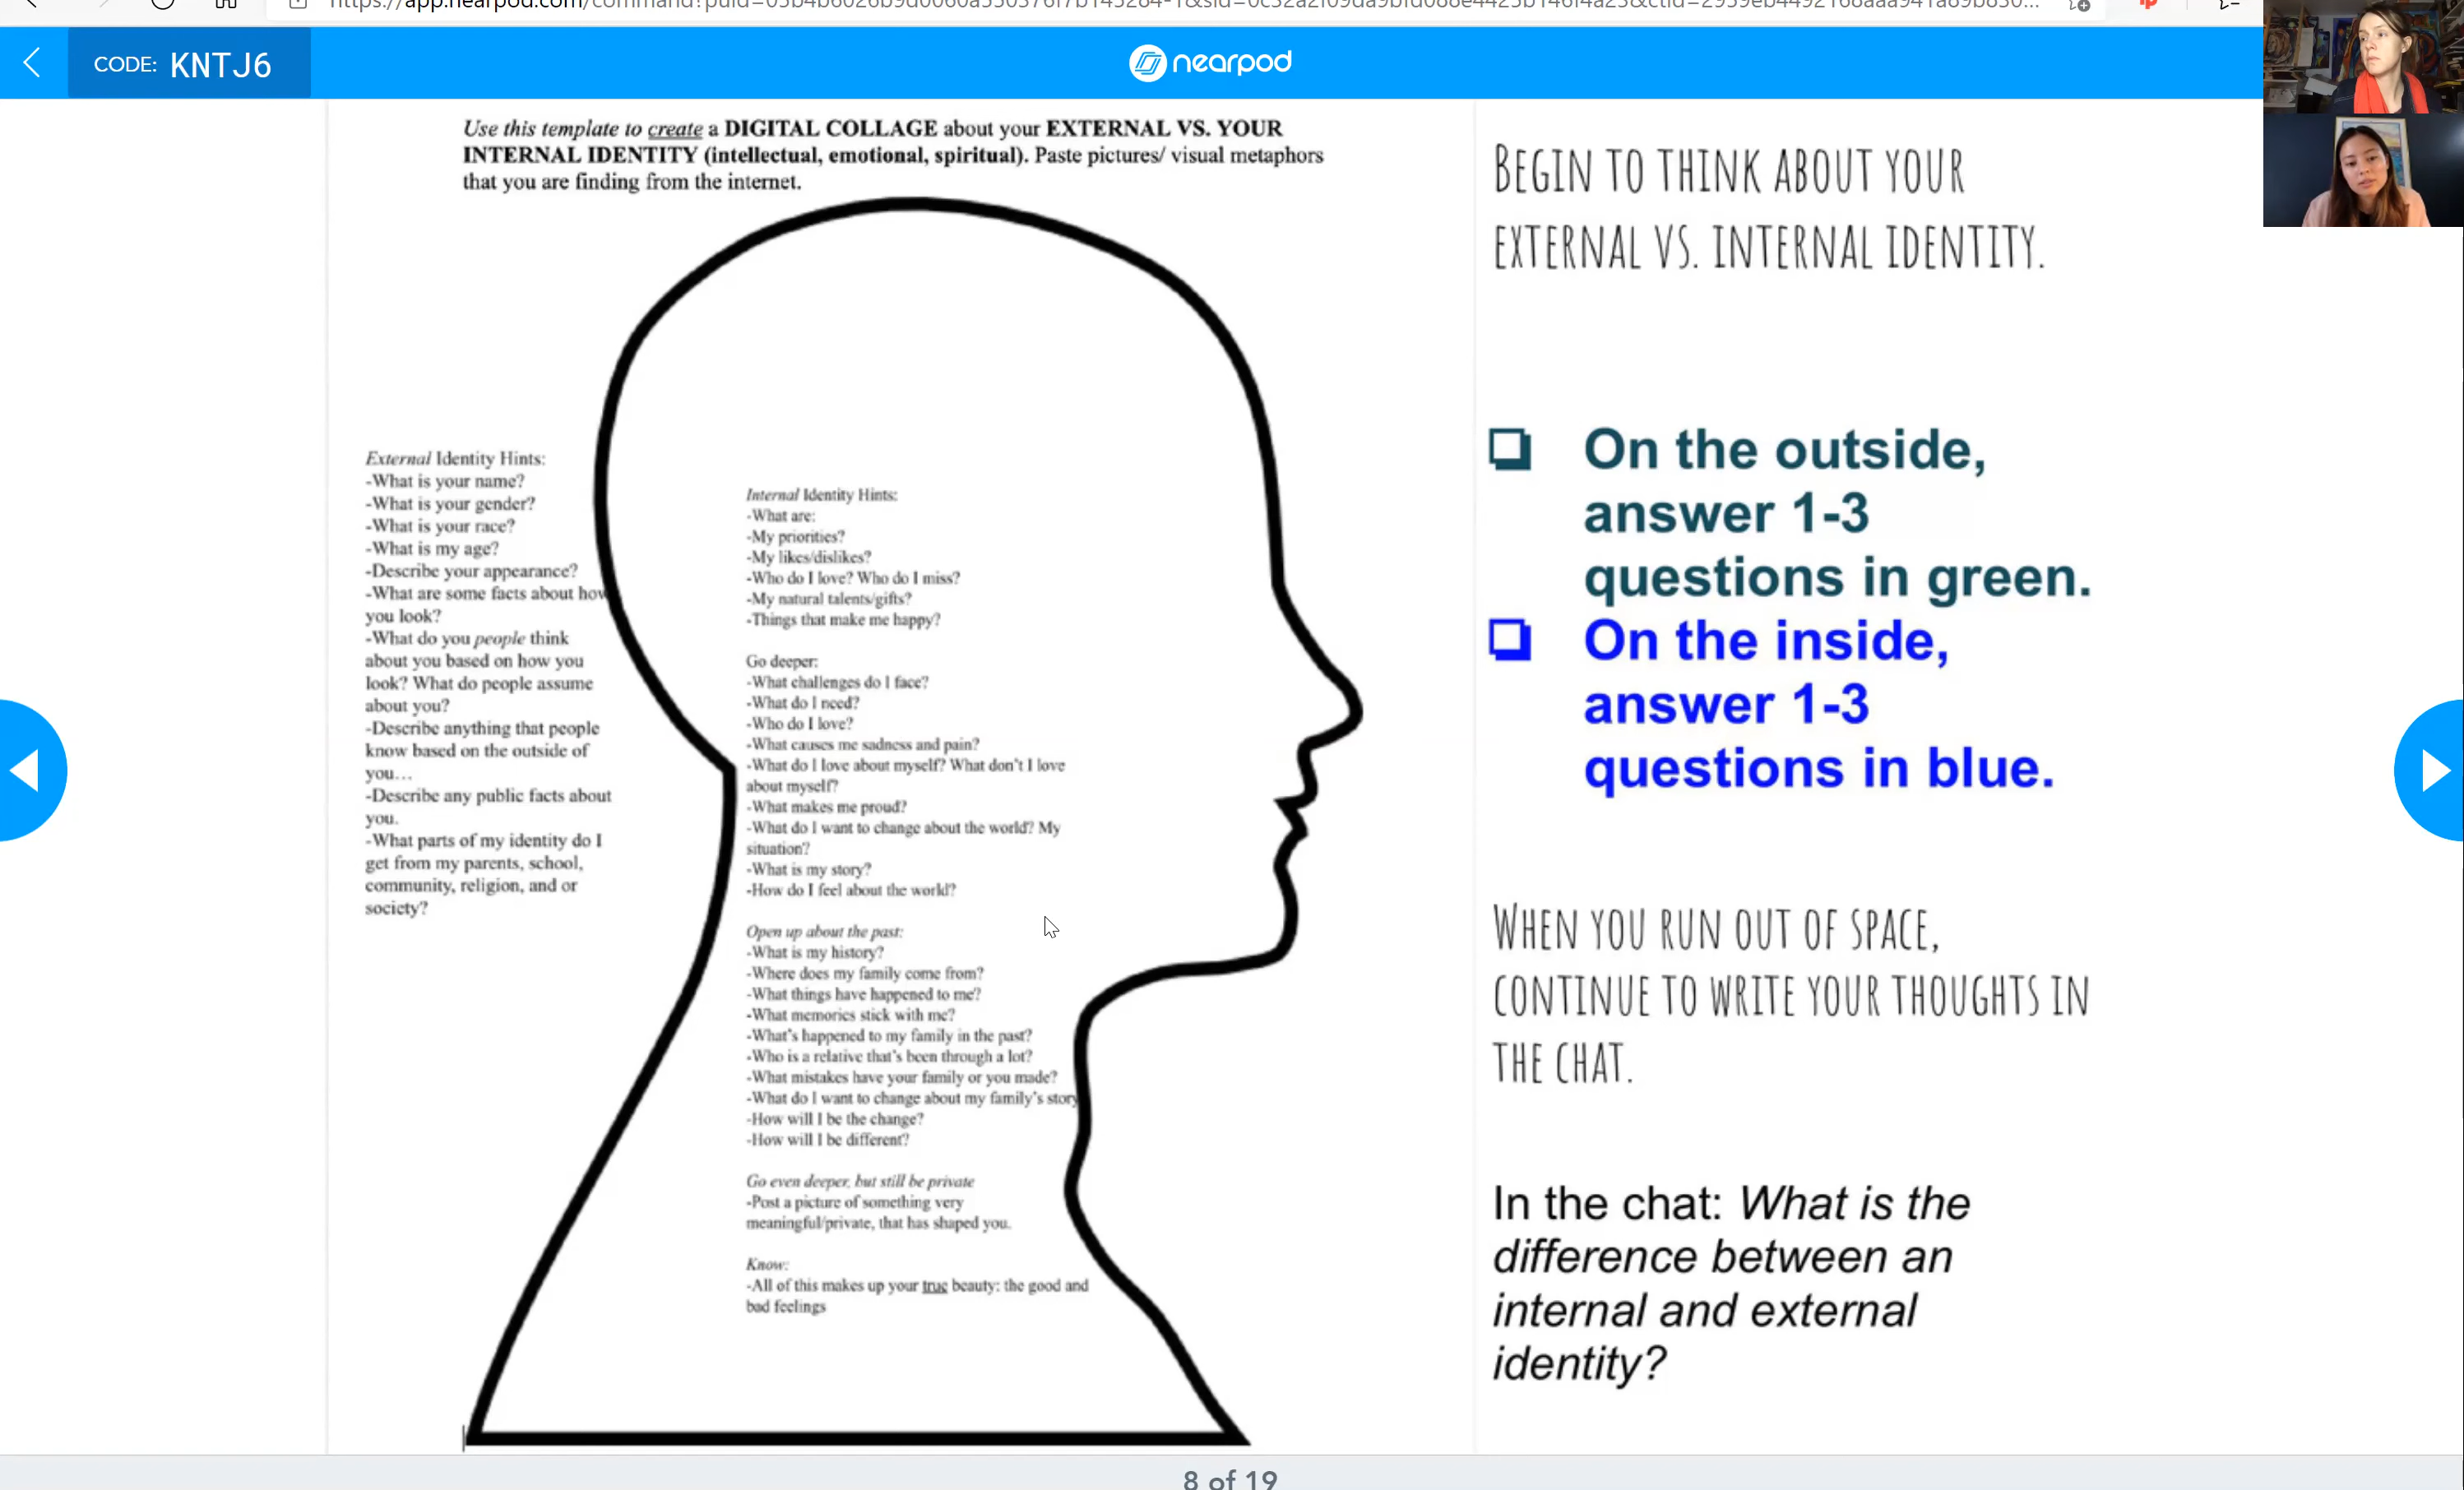 CODE: KNTJ6
nearpod
Use this template to create a DIGITAL COLLAGE about your EXTERNAL VS. YOUR
INTERNAL IDENTITY (intellectual, emotional, spiritual). Paste pictures/ visual metaphors
that you are finding from the internet.
External Identity Hints:
-What is your name?
-What is your gender?
-What is your race?
-What is my age?
-Describe your appearance?
-What are some facts about how
you look?
-What do you people think
about you based on how you
look? What do people assume
about you?
-Describe anything that people
know based on the outside of
you…
-Describe any public facts about
you.
-What parts of my identity do I
get from my parents, school,
community, religion, and or
society?
Internal Identity Hints:
-What are:
-My priorities?
-My likes/dislikes?
-Who do I love? Who do I miss?
-My natural talents/gifts?
-Things that make me happy?
Go deeper:
-What challenges do I face?
-What do I need?
-Who do I love?
-What causes me sadness and pain?
-What do I love about myself? What don't I love
about myself?
-What makes me proud?
-What do I want to change about the world? My
situation?
-What is my story?
-How do I feel about the world?
Open up about the past:
-What is my history?
-Where does my family come from?
-What things have happened to me?
-What memories stick with me?
-What's happened to my family in the past?
-Who is a relative that's been through a lot?
-What mistakes have your family or you made?
-What do I want to change about my family's story
-How will I be the change?
-How will I be different?
Go even deeper, but still be private
-Post a picture of something very
meaningful/private, that has shaped you.
Know:
-All of this makes up your true beauty: the good and
bad feelings
BEGIN TO THINK ABOUT YOUR
EXTERNAL VS. INTERNAL IDENTITY.
On the outside,
answer 1-3
questions in green.
On the inside,
answer 1-3
questions in blue.
WHEN YOU RUN OUT OF SPACE,
CONTINUE TO WRITE YOUR THOUGHTS IN
THE CHAT.
In the chat: What is the
difference between an
internal and external
identity?
8 of 19